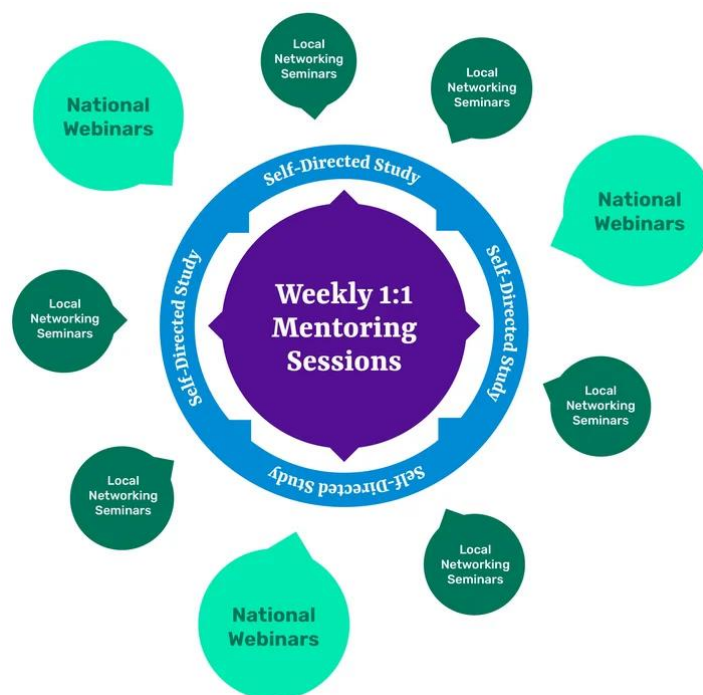 Local
Networking
Seminars
Local
Networking
Seminars
National
Webinars
National
Webinars
Self-Directed Study
Self-Directed Study
Self-Directed Study
Self-Directed Study
Weekly 1:1
Mentoring
Sessions
Local
Networking
Seminars
Local
Networking
Seminars
Local
Networking
Seminars
Local
Networking
Seminars
National
Webinars